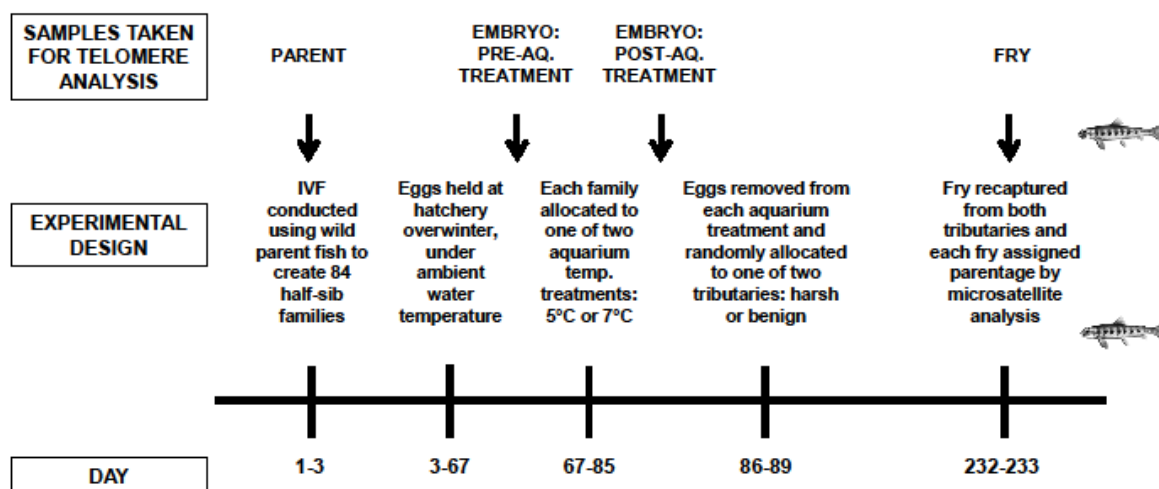 SAMPLES TAKEN
FOR TELOMERE
ANALYSIS
PARENT
EMBRYO:
PRE-AQ.
TREATMENT
EMBRYO:
POST-AQ.
TREATMENT
FRY
EXPERIMENTAL
DESIGN
IVF
conducted
using wild
parent fish to
create 84
half-sib
families
Eggs held at
hatchery
overwinter,
under
ambient
water
temperature
Each family
allocated to
one of two
aquarium
temp.
treatments:
5°C or 7°C
Eggs removed from
each aquarium
treatment and
randomly allocated
to one of two
tributaries: harsh
or benign
Fry recaptured
from both
tributaries and
each fry assigned
parentage by
microsatellite
analysis
DAY
1-3
3-67
67-85
86-89
232-233